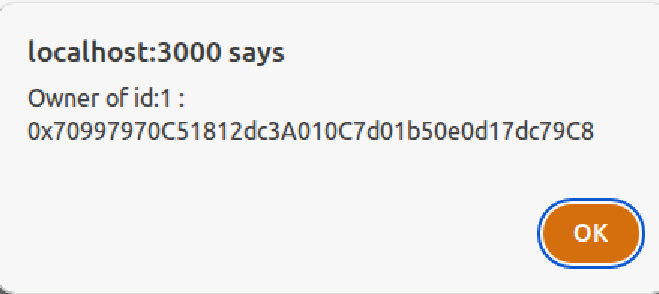 localhost:3000 says
Owner of id:1 :
0x70997970C51812dc3A010C7d01b50e0d17dc79C8
OK